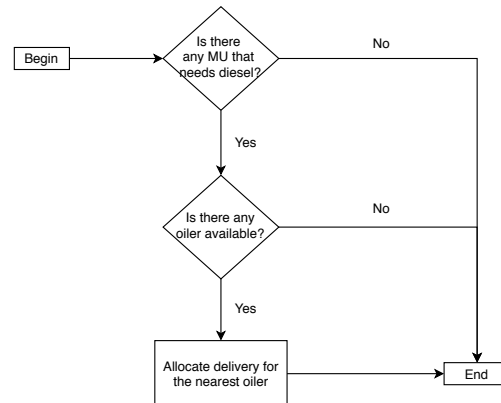 Begin
Is there
any MU that
needs diesel?
No
Yes
Is there any
oiler available?
No
Yes
Allocate delivery for
the nearest oiler
End